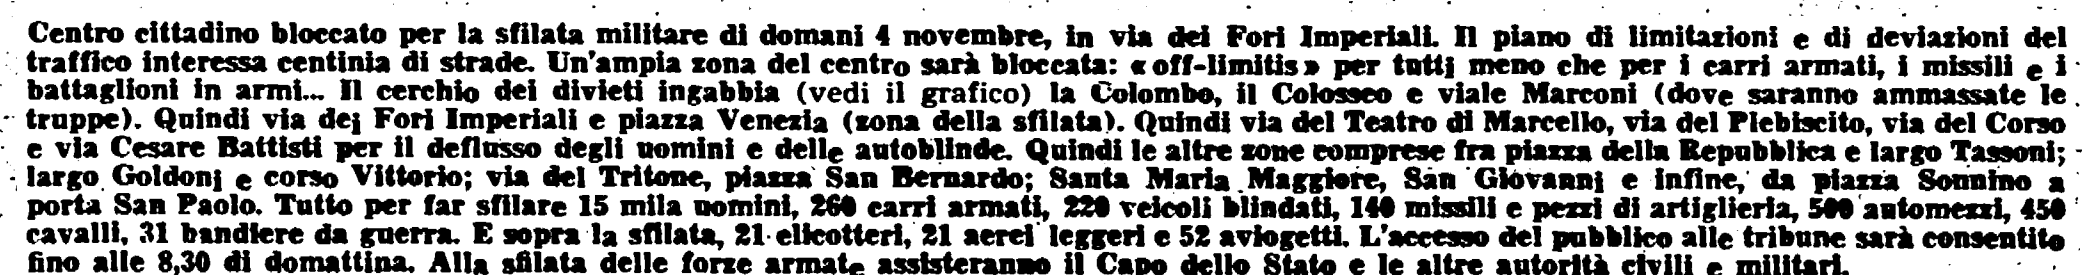 Centro cittadino bloccato per la sfilata militare di domani 4 novembre, in via dei Fori Imperiali. Il piano di limitazioni e di deviazioni del
traffico interessa centinia di strade. Un'ampia zona del centro sarà bloccata: « off-limitis » per tutti meno che per i carri armati, i missili e i
battaglioni in armi... Il cerchio dei divieti ingabbia (vedi il grafico) la Colombo, il Colosseo e viale Marconi (dove saranno ammassate le
truppe). Quindi via dei Fori Imperiali e piazza Venezia (zona della sfilata). Quindi via del Teatro di Marcello, via del Plebiscito, via del Corso
e via Cesare Battisti per il deflusso degli uomini e delle autoblinde. Quindi le altre zone comprese fra piazza della Repubblica e largo Tassoni;
largo Goldoni e corso Vittorio; via del Tritone, piazza San Bernardo; Santa Maria Maggiore, San Giovanni e infine, da piazza Sonnino a
porta San Paolo. Tutto per far sfilare 15 mila uomini, 260 carri armati, 220 veicoli blindati, 140 missili e pezzi di artiglieria, 500 automezzi, 450
cavalli, 31 bandiere da guerra. E sopra la sfilata, 21 elicotteri, 21 aerei leggeri e 52 aviogetti. L'accesso del pubblico alle tribune sarà consentito
fino alle 8,30 di domattina. Alla sfilata delle forze armate assisteranno il Capo dello Stato e le altre autorità civili e militari.